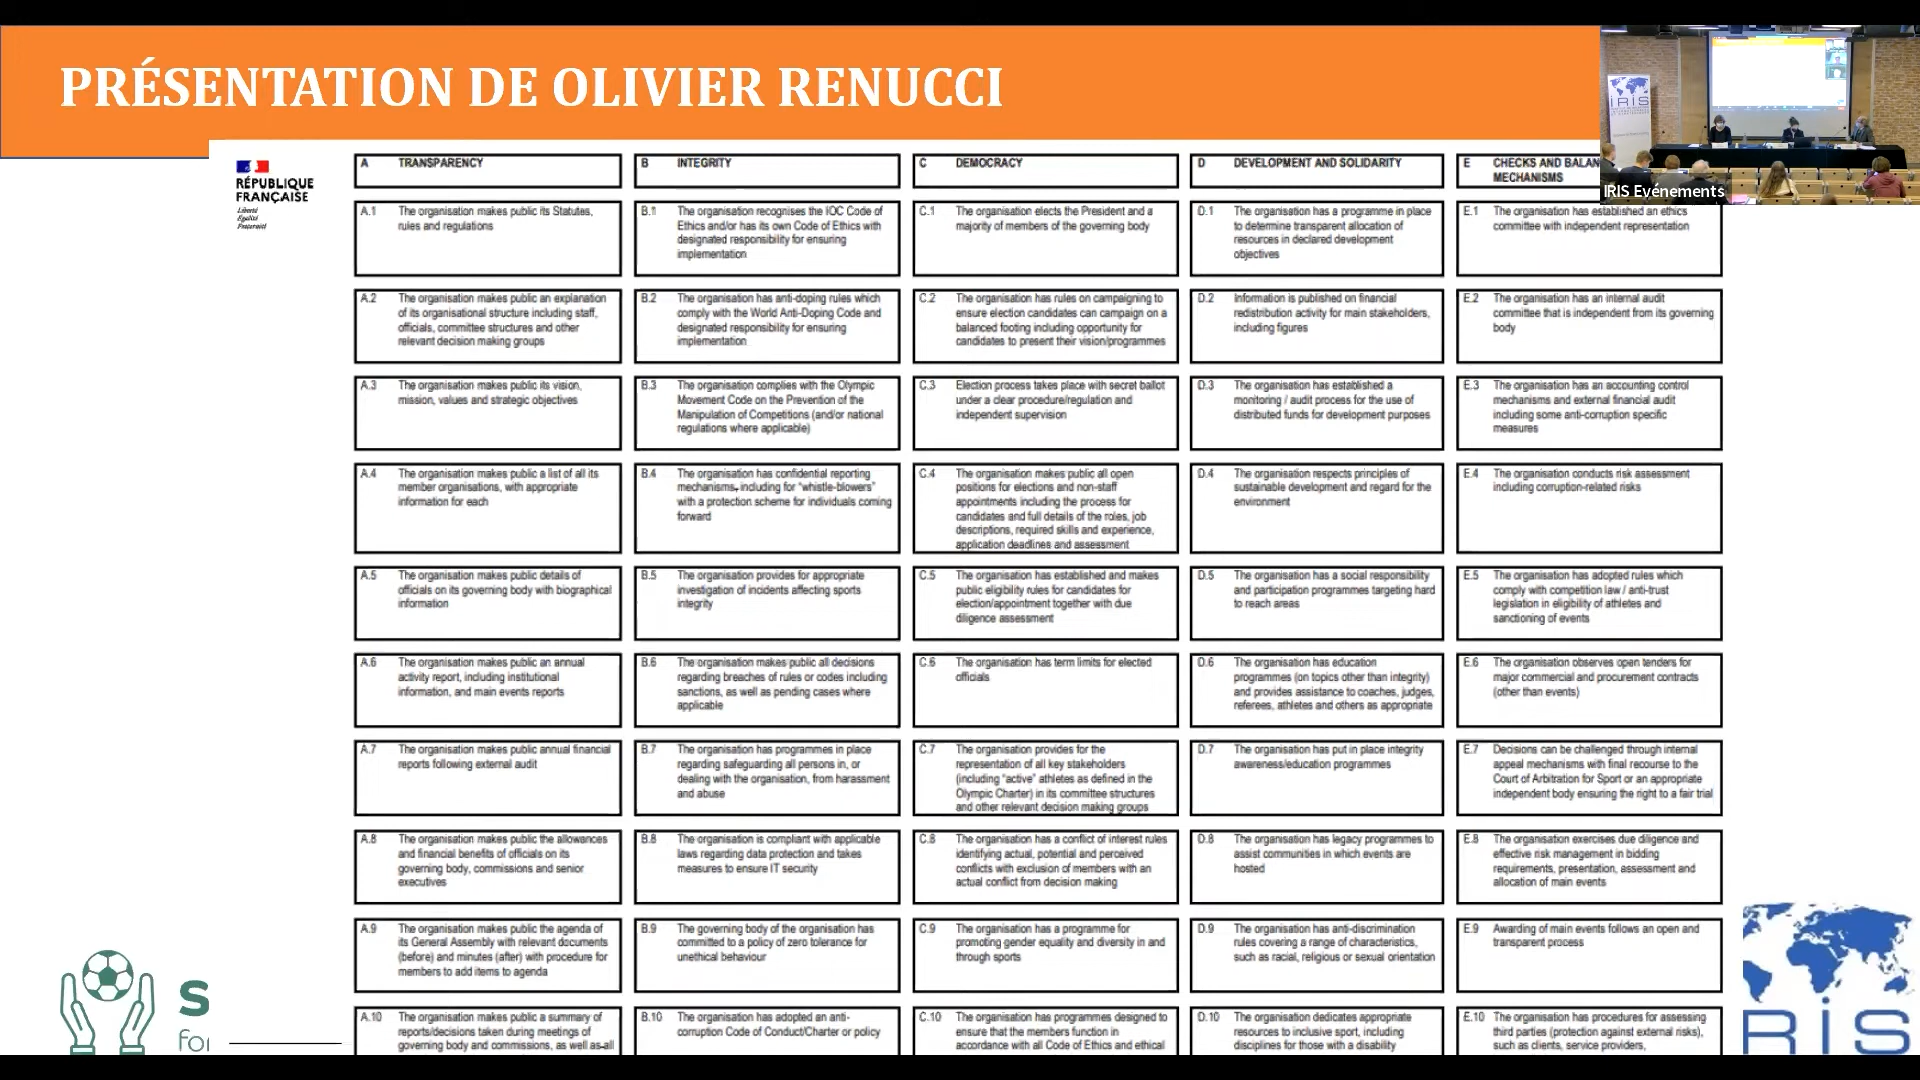 PRÉSENTATION DE OLIVIER RENUCCI
IRIS
IRIS Evénements
RÉPUBLIQUE
FRANÇAISE
Liberté
Égalité
Fraternité
A TRANSPARENCY
A.1 The organisation makes public its Statutes,
rules and regulations
A.2 The organisation makes public an explanation
of its organisational structure including staff,
officials, committee structures and other
relevant decision making groups
A.3 The organisation makes public its vision,
mission, values and strategic objectives
A.4 The organisation makes public a list of all its
member organisations, with appropriate
information for each
A.5 The organisation makes public details of
officials on its governing body with biographical
information
A.6 The organisation makes public an annual
activity report, including institutional
information, and main events reports
A.7 The organisation makes public annual financial
reports following external audit
A.8 The organisation makes public the allowances
and financial benefits of officials on its
governing body, commissions and senior
executives
A.9 The organisation makes public the agenda of
its General Assembly with relevant documents
(before) and minutes (after) with procedure for
members to add items to agenda
A.10 The organisation makes public a summary of
reports/decisions taken during meetings of
governing body and commissions, as well as all
B INTEGRITY
B.1 The organisation recognises the IOC Code of
Ethics and/or has its own Code of Ethics with
designated responsibility for ensuring
implementation
B.2 The organisation has anti-doping rules which
comply with the World Anti-Doping Code and
designated responsibility for ensuring
implementation
B.3 The organisation complies with the Olympic
Movement Code on the Prevention of the
Manipulation of Competitions (and/or national
regulations where applicable)
B.4 The organisation has confidential reporting
mechanisms, including for “whistle-blowers”
with a protection scheme for individuals coming
forward
B.5 The organisation provides for appropriate
investigation of incidents affecting sports
integrity
B.6 The organisation makes public all decisions
regarding breaches of rules or codes including
sanctions, as well as pending cases where
applicable
B.7 The organisation has programmes in place
regarding safeguarding all persons in, or
dealing with the organisation, from harassment
and abuse
B.8 The organisation is compliant with applicable
laws regarding data protection and takes
measures to ensure IT security
B.9 The governing body of the organisation has
committed to a policy of zero tolerance for
unethical behaviour
B.10 The organisation has adopted an anti-
corruption Code of Conduct/Charter or policy
C DEMOCRACY
C.1 The organisation elects the President and a
majority of members of the governing body
C.2 The organisation has rules on campaigning to
ensure election candidates can campaign on a
balanced footing including opportunity for
candidates to present their vision/programmes
C.3 Election process takes place with secret ballot
under a clear procedure/regulation and
independent supervision
C.4 The organisation makes public all open
positions for elections and non-staff
appointments including the process for
candidates and full details of the roles, job
descriptions, required skills and experience,
application deadlines and assessment
C.5 The organisation has established and makes
public eligibility rules for candidates for
election/appointment together with due
diligence assessment
C.6 The organisation has term limits for elected
officials
C.7 The organisation provides for the
representation of all key stakeholders
(including “active” athletes as defined in the
Olympic Charter) in its committee structures
and other relevant decision making groups
C.8 The organisation has a conflict of interest rules
identifying actual, potential and perceived
conflicts with exclusion of members with an
actual conflict from decision making
C.9 The organisation has a programme for
promoting gender equality and diversity in and
through sports
C.10 The organisation has programmes designed to
ensure that the members function in
accordance with all Code of Ethics and ethical
D DEVELOPMENT AND SOLIDARITY
D.1 The organisation has a programme in place
to determine transparent allocation of
resources in declared development
objectives
D.2 Information is published on financial
redistribution activity for main stakeholders,
including figures
D.3 The organisation has established a
monitoring / audit process for the use of
distributed funds for development purposes
D.4 The organisation respects principles of
sustainable development and regard for the
environment
D.5 The organisation has a social responsibility
and participation programmes targeting hard
to reach areas
D.6 The organisation has education
programmes (on topics other than integrity)
and provides assistance to coaches, judges,
referees, athletes and others as appropriate
D.7 The organisation has put in place integrity
awareness/education programmes
D.8 The organisation has legacy programmes to
assist communities in which events are
hosted
D.9 The organisation has anti-discrimination
rules covering a range of characteristics,
such as racial, religious or sexual orientation
D.10 The organisation dedicates appropriate
resources to inclusive sport, including
disciplines for those with a disability
E CHECKS AND BALAN
MECHANISMS
E.1 The organisation has established an ethics
committee with independent representation
E.2 The organisation has an internal audit
committee that is independent from its governing
body
E.3 The organisation has an accounting control
mechanisms and external financial audit
including some anti-corruption specific
measures
E.4 The organisation conducts risk assessment
including corruption-related risks
E.5 The organisation has adopted rules which
comply with competition law / anti-trust
legislation in eligibility of athletes and
sanctioning of events
E.6 The organisation observes open tenders for
major commercial and procurement contracts
(other than events)
E.7 Decisions can be challenged through internal
appeal mechanisms with final recourse to the
Court of Arbitration for Sport or an appropriate
independent body ensuring the right to a fair trial
E.8 The organisation exercises due diligence and
effective risk management in bidding
requirements, presentation, assessment and
allocation of main events
E.9 Awarding of main events follows an open and
transparent process
E.10 The organisation has procedures for assessing
third parties (protection against external risks),
such as clients, service providers,
S
for
IRIS